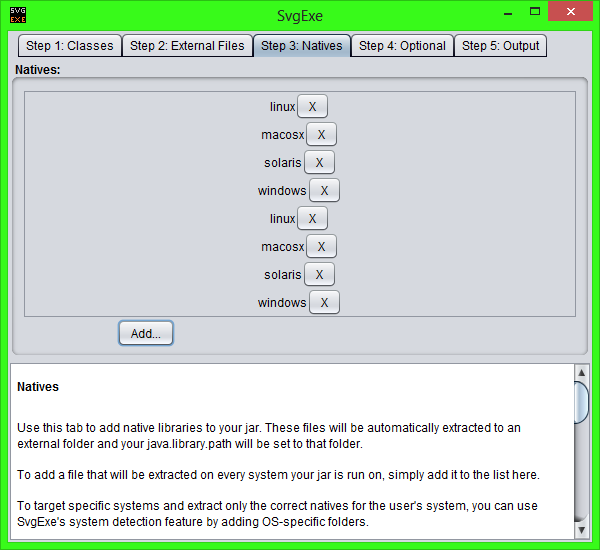 SVG
EXE
SvgExe
Step 1: Classes Step 2: External Files Step 3: Natives Step 4: Optional Step 5: Output
Natives:
linux X
macosx X
solaris X
windows X
linux X
macosx X
solaris X
windows X
Add...
Natives
Use this tab to add native libraries to your jar. These files will be automatically extracted to an
external folder and your java.library.path will be set to that folder.
To add a file that will be extracted on every system your jar is run on, simply add it to the list here.
To target specific systems and extract only the correct natives for the user's system, you can use
SvgExe's system detection feature by adding OS-specific folders.